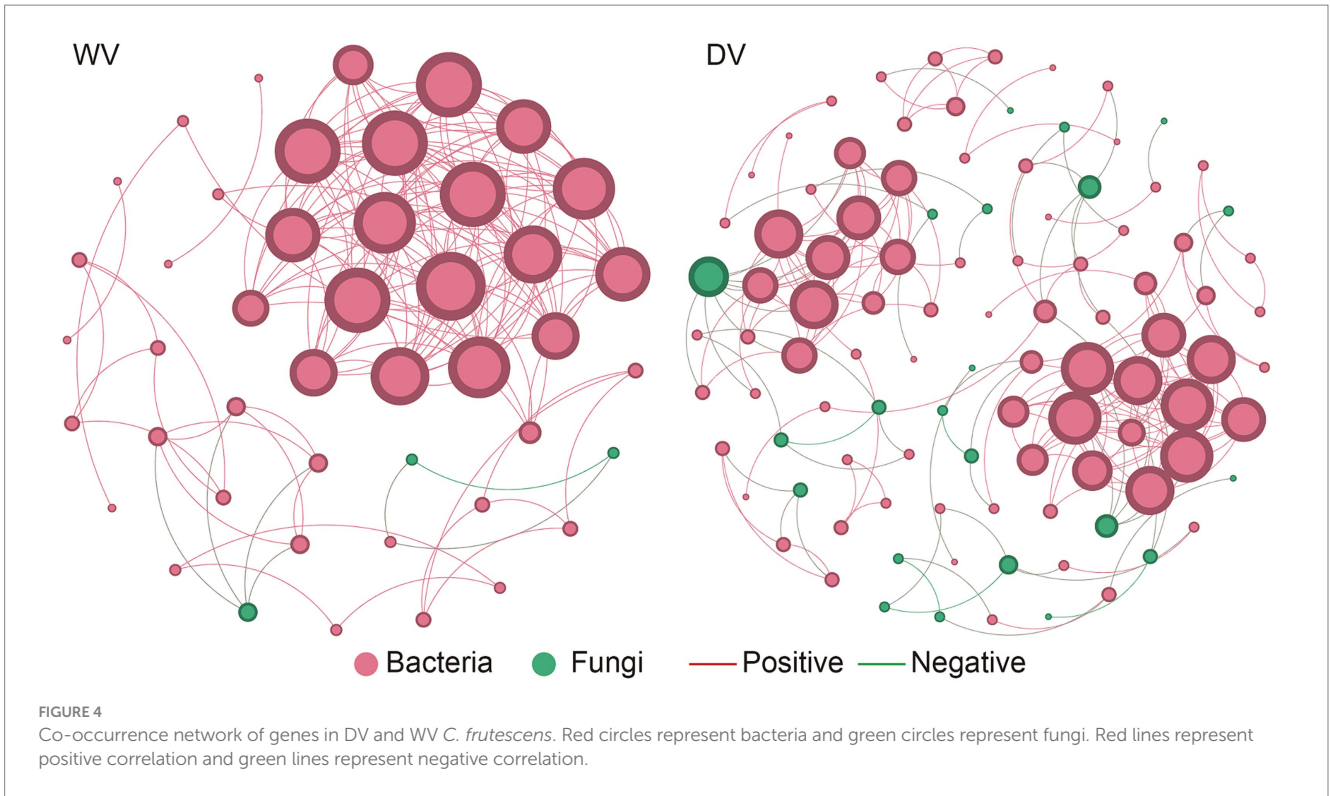 WV
DV
Bacteria Fungi Positive Negative
FIGURE 4
Co-occurrence network of genes in DV and WV C. frutescens. Red circles represent bacteria and green circles represent fungi. Red lines represent
positive correlation and green lines represent negative correlation.